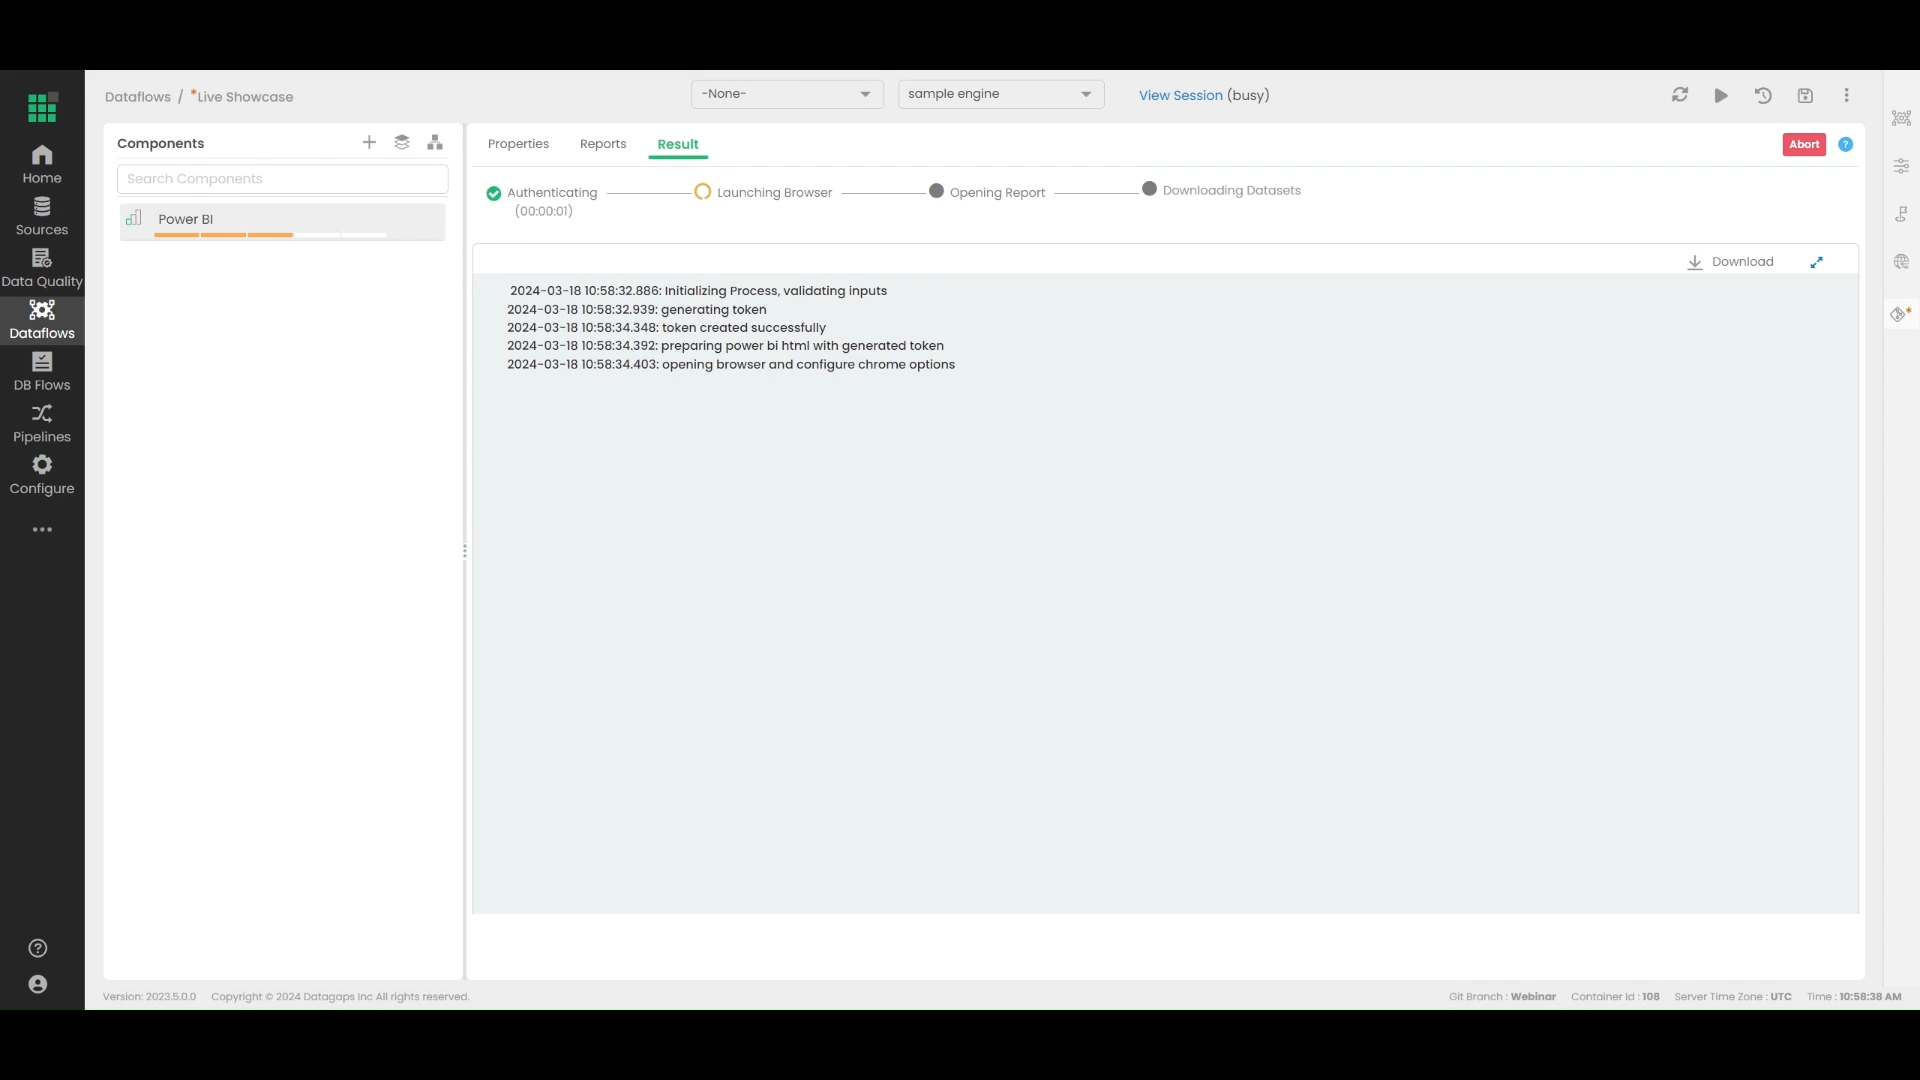 Dataflows / *Live Showcase
-None-
sample engine
View Session (busy)
Home
Sources
Data Quality
Dataflows
DB Flows
Pipelines
Configure
Components
Search Components
Power BI
Properties
Reports
Result
Abort
?
Authenticating
(00:00:01)
Launching Browser
Opening Report
Downloading Datasets
Download
2024-03-18 10:58:32.886: Initializing Process, validating inputs
2024-03-18 10:58:32.939: generating token
2024-03-18 10:58:34.348: token created successfully
2024-03-18 10:58:34.392: preparing power bi html with generated token
2024-03-18 10:58:34.403: opening browser and configure chrome options
Version: 2023.5.0.0 Copyright © 2024 Datagaps Inc All rights reserved.
Git Branch : Webinar Container Id : 108 Server Time Zone : UTC Time : 10:58:38 AM